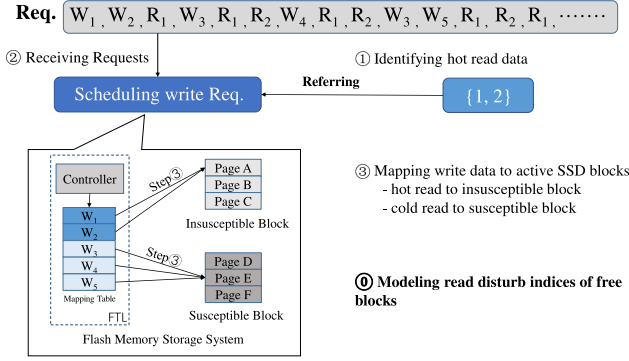 Req. W1 , W2 , R1 , W3 , R1 , R2 , W4 , R1 , R2 , W3 , W5 , R1 , R2 , R1 , ·······
② Receiving Requests
① Identifying hot read data
Scheduling write Req.
Referring
{1, 2}
Controller
W1
W2
W3
W4
W5
Mapping Table
FTL
Step③
Step③
Page A
Page B
Page C
Insusceptible Block
Page D
Page E
Page F
Susceptible Block
Flash Memory Storage System
③ Mapping write data to active SSD blocks
- hot read to insusceptible block
- cold read to susceptible block
⓪ Modeling read disturb indices of free
blocks